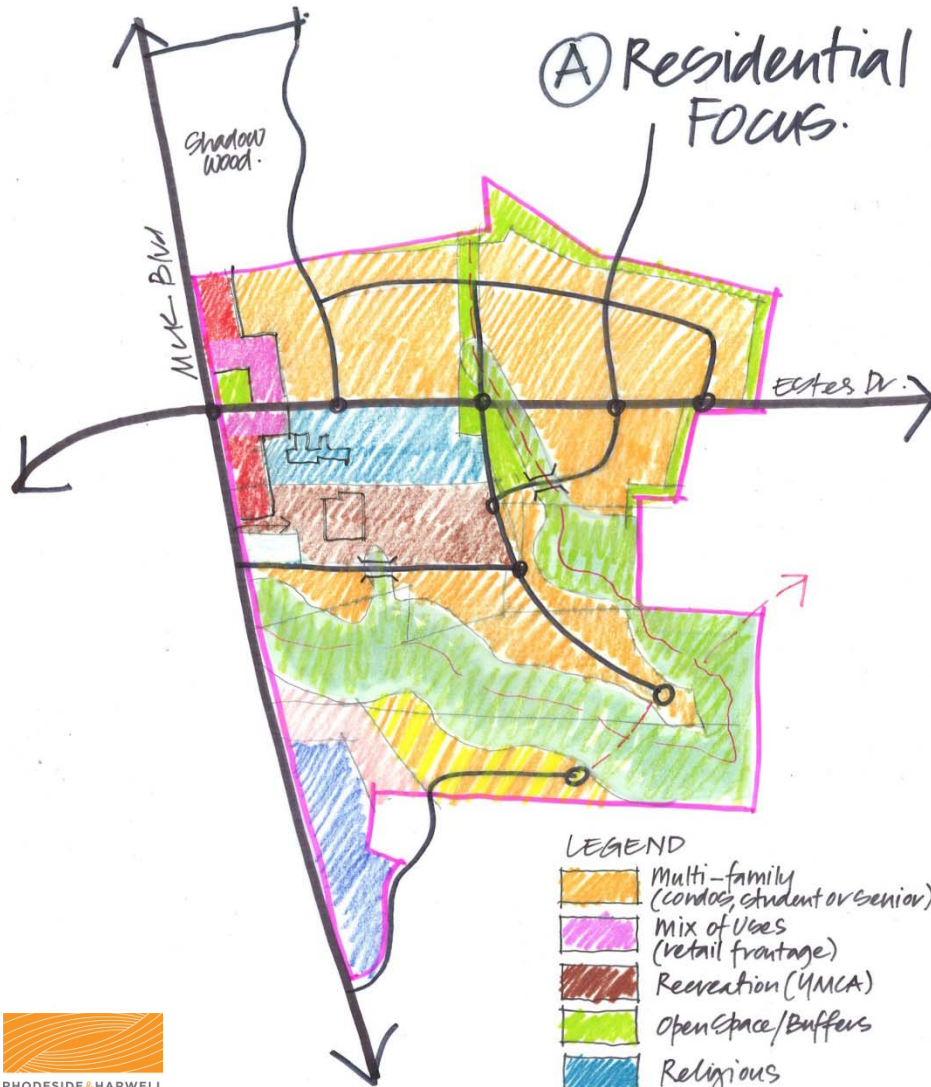 A Residential
Focus.
Shadow
Wood.
MLK Blvd
Estes Dr.
LEGEND
Multi-family
(condos, student or senior)
Mix of Uses
(retail frontage)
Recreation (YMCA)
Open Space/Buffers
Religious
RHODESIDE & HARWELL